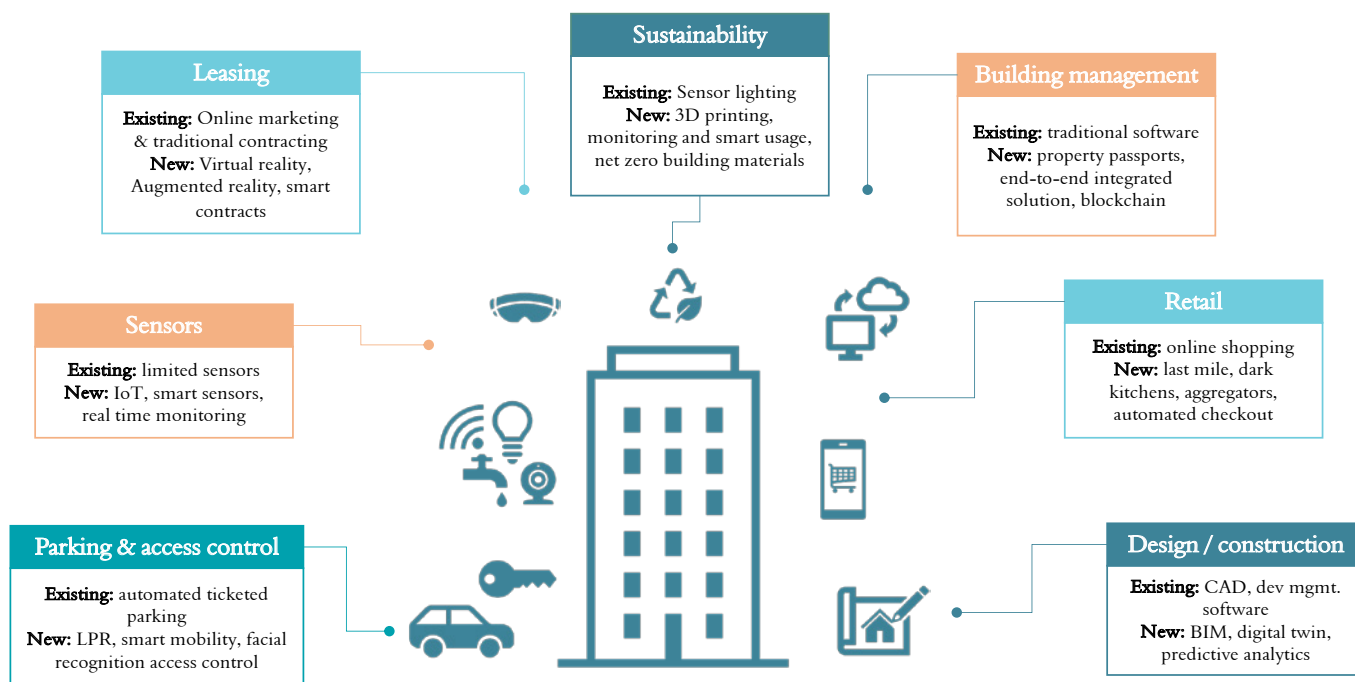 Leasing
Existing: Online marketing
& traditional contracting
New: Virtual reality,
Augmented reality, smart
contracts
Sustainability
Existing: Sensor lighting
New: 3D printing,
monitoring and smart usage,
net zero building materials
Building management
Existing: traditional software
New: property passports,
end-to-end integrated
solution, blockchain
Sensors
Existing: limited sensors
New: IoT, smart sensors,
real time monitoring
Retail
Existing: online shopping
New: last mile, dark
kitchens, aggregators,
automated checkout
Parking & access control
Existing: automated ticketed
parking
New: LPR, smart mobility, facial
recognition access control
Design / construction
Existing: CAD, dev mgmt.
software
New: BIM, digital twin,
predictive analytics